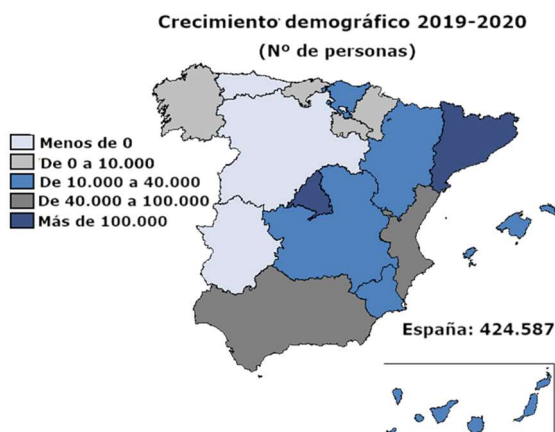 Crecimiento demográfico 2019-2020
(Nº de personas)
Menos de 0
De 0 a 10.000
De 10.000 a 40.000
De 40.000 a 100.000
Más de 100.000
España: 424.587